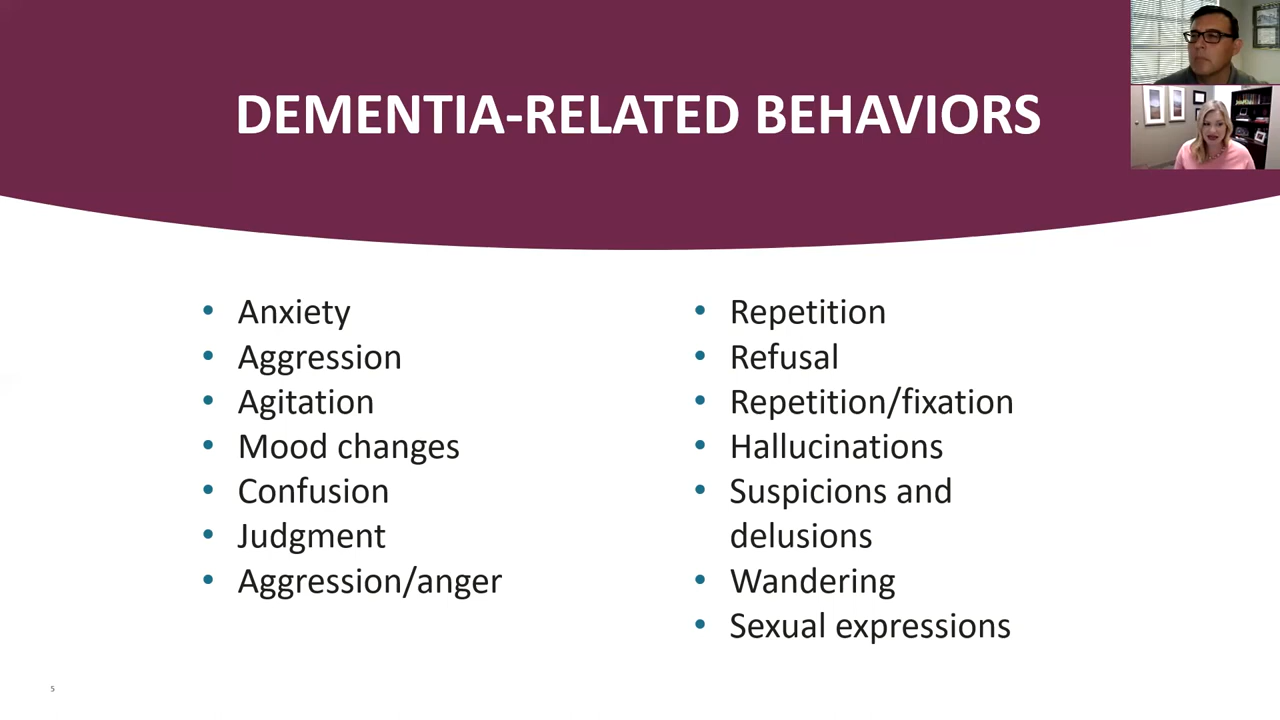 DEMENTIA-RELATED BEHAVIORS
• Anxiety
• Aggression
• Agitation
• Mood changes
• Confusion
• Judgment
• Aggression/anger
• Repetition
• Refusal
• Repetition/fixation
• Hallucinations
• Suspicions and
delusions
• Wandering
• Sexual expressions
5